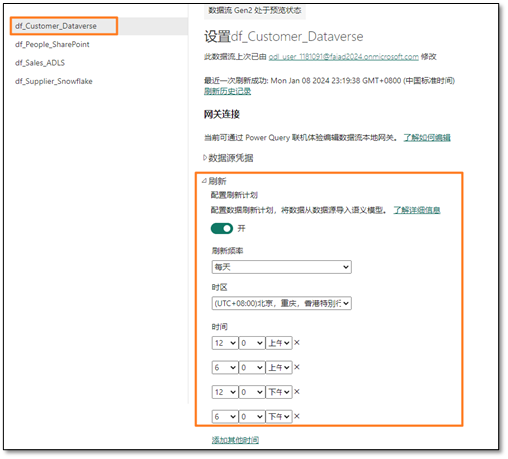 df_Customer_Dataverse
df_People_SharePoint
df_Sales_ADLS
df_Supplier_Snowflake
数据流 Gen2 处于预览状态
设置df_Customer_Dataverse
此数据流上次已由 odl_user_1181091@faiad2024.onmicrosoft.com 修改
最近一次刷新成功: Mon Jan 08 2024 23:19:38 GMT+0800 (中国标准时间)
刷新历史记录
网关连接
当前可通过 Power Query 联机体验编辑数据流本地网关。 了解如何编辑
数据源凭据
刷新
配置刷新计划
配置数据刷新计划，将数据从数据源导入语义模型。 了解详细信息
开
刷新频率
每天
时区
(UTC+08:00)北京，重庆，香港特别行
时间
12 0 上午 ×
6 0 上午 ×
12 0 下午 ×
6 0 下午 ×
添加其他时间